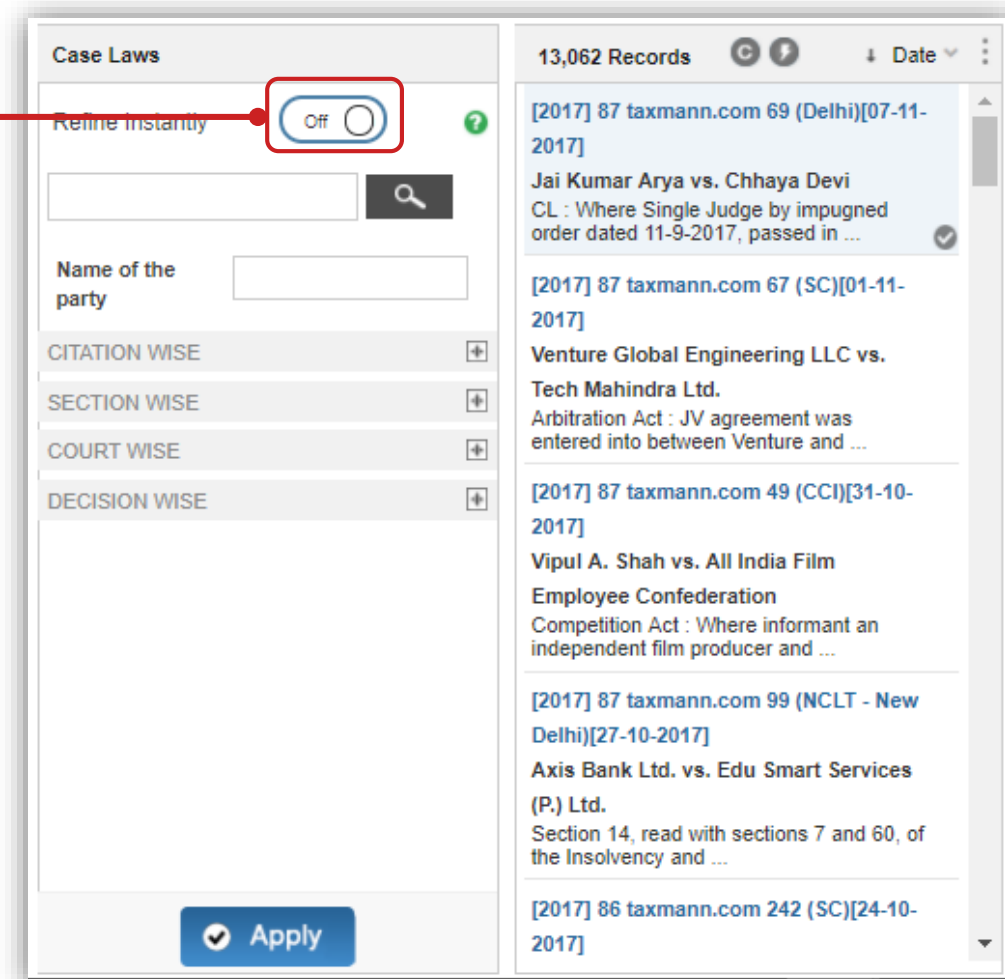 Case Laws
Refine Instantly
Off
Name of the
party
CITATION WISE
SECTION WISE
COURT WISE
DECISION WISE
Apply
13,062 Records
C
Date
[2017] 87 taxmann.com 69 (Delhi)[07-11-
2017]
Jai Kumar Arya vs. Chhaya Devi
CL : Where Single Judge by impugned
order dated 11-9-2017, passed in ...
[2017] 87 taxmann.com 67 (SC)[01-11-
2017]
Venture Global Engineering LLC vs.
Tech Mahindra Ltd.
Arbitration Act : JV agreement was
entered into between Venture and ...
[2017] 87 taxmann.com 49 (CCI)[31-10-
2017]
Vipul A. Shah vs. All India Film
Employee Confederation
Competition Act : Where informant an
independent film producer and ...
[2017] 87 taxmann.com 99 (NCLT - New
Delhi)[27-10-2017]
Axis Bank Ltd. vs. Edu Smart Services
(P.) Ltd.
Section 14, read with sections 7 and 60, of
the Insolvency and ...
[2017] 86 taxmann.com 242 (SC)[24-10-
2017]